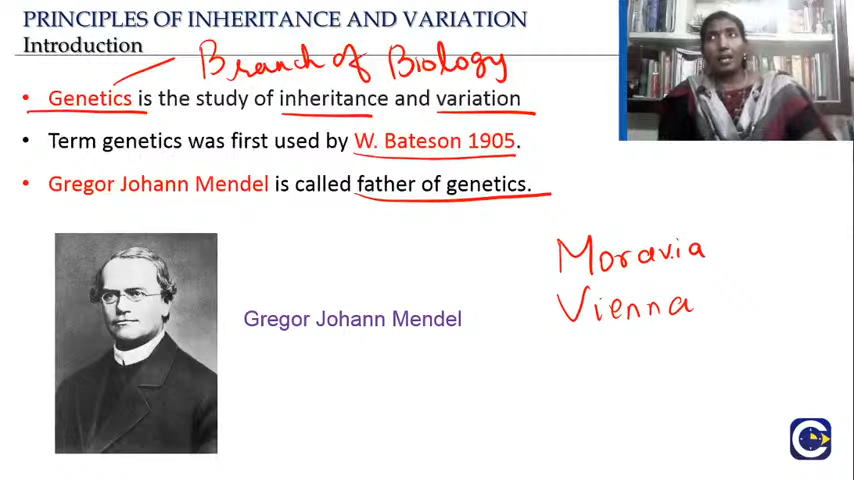 PRINCIPLES OF INHERITANCE AND VARIATION
Introduction
Branch of Biology
• Genetics is the study of inheritance and variation
• Term genetics was first used by W. Bateson 1905.
• Gregor Johann Mendel is called father of genetics.
Moravia
Vienna
Gregor Johann Mendel